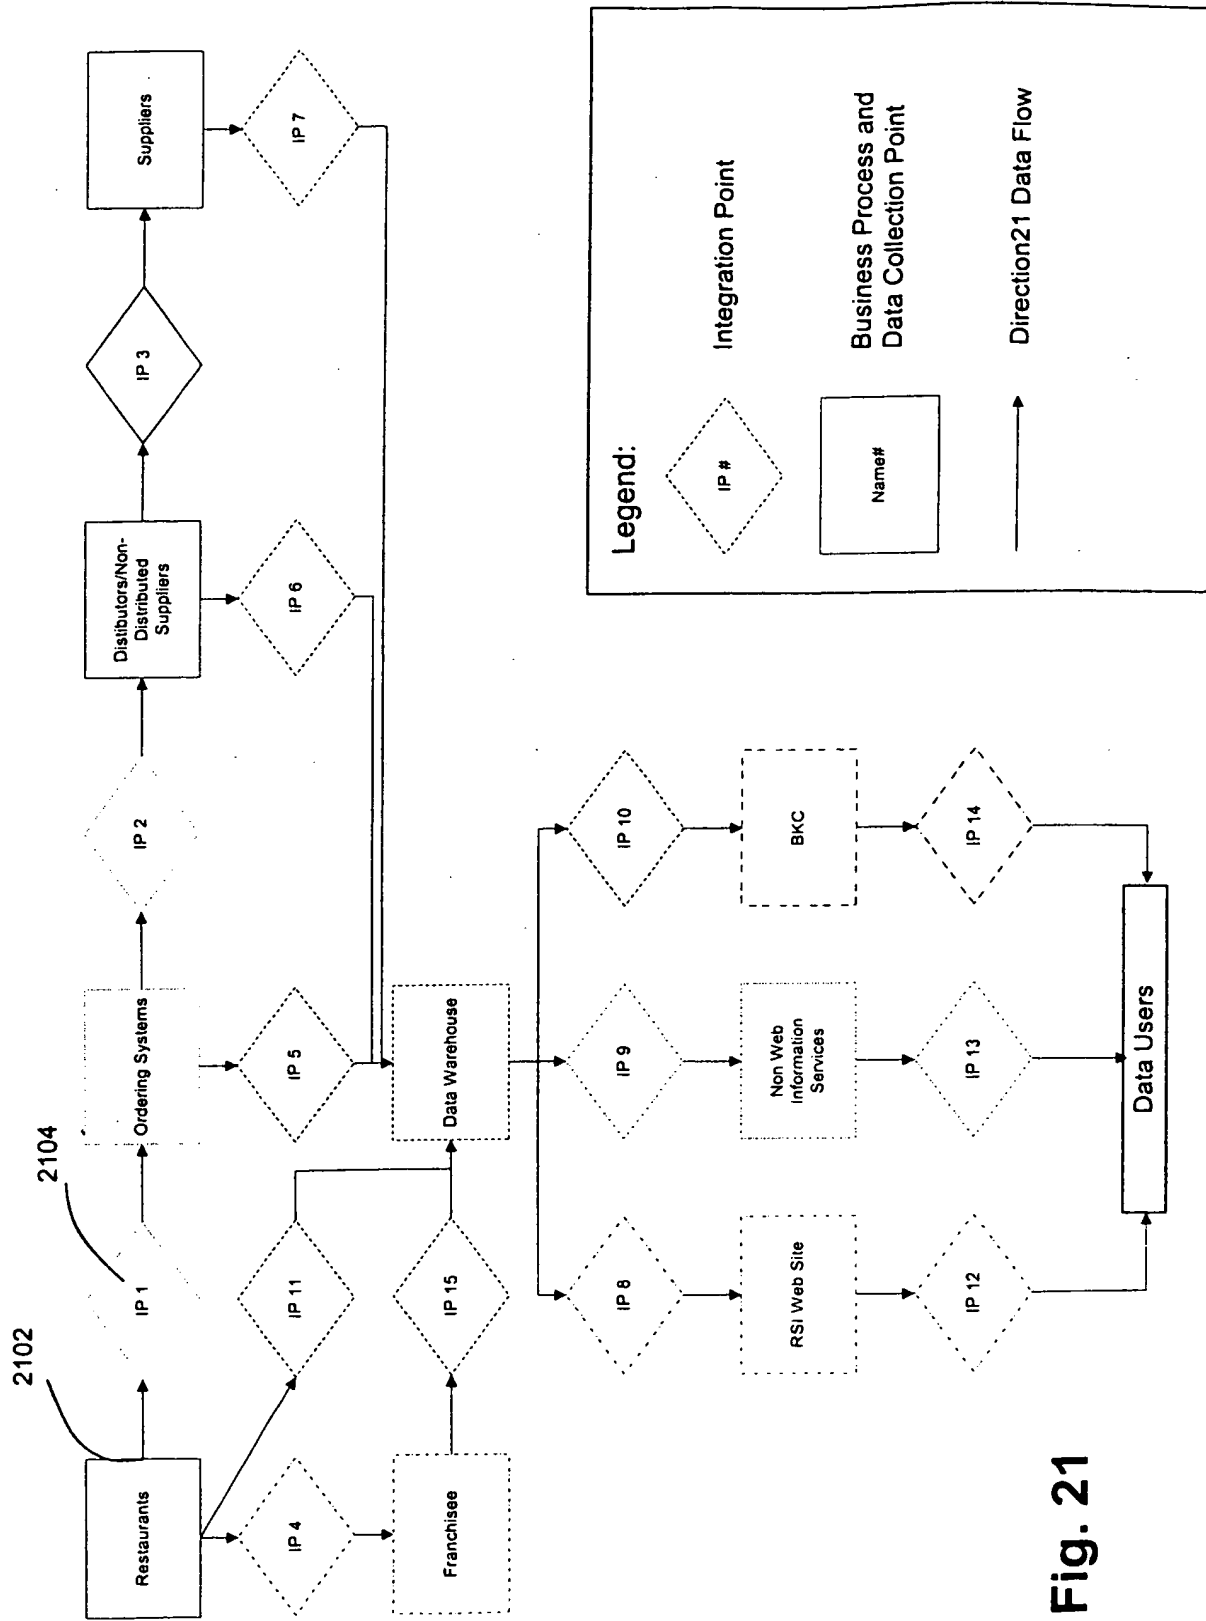 2102
2104
Restaurants
IP 1
Ordering Systems
IP 2
Distibutors/Non-
Distributed
Suppliers
IP 3
Suppliers
IP 4
IP 11
IP 5
IP 6
IP 7
Franchisee
IP 15
Data Warehouse
IP 8
IP 9
IP 10
RSI Web Site
Non Web
Information
Services
BKC
IP 12
IP 13
IP 14
Data Users
Legend:
IP #
Integration Point
Name#
Business Process and
Data Collection Point
Direction21 Data Flow
Fig. 21